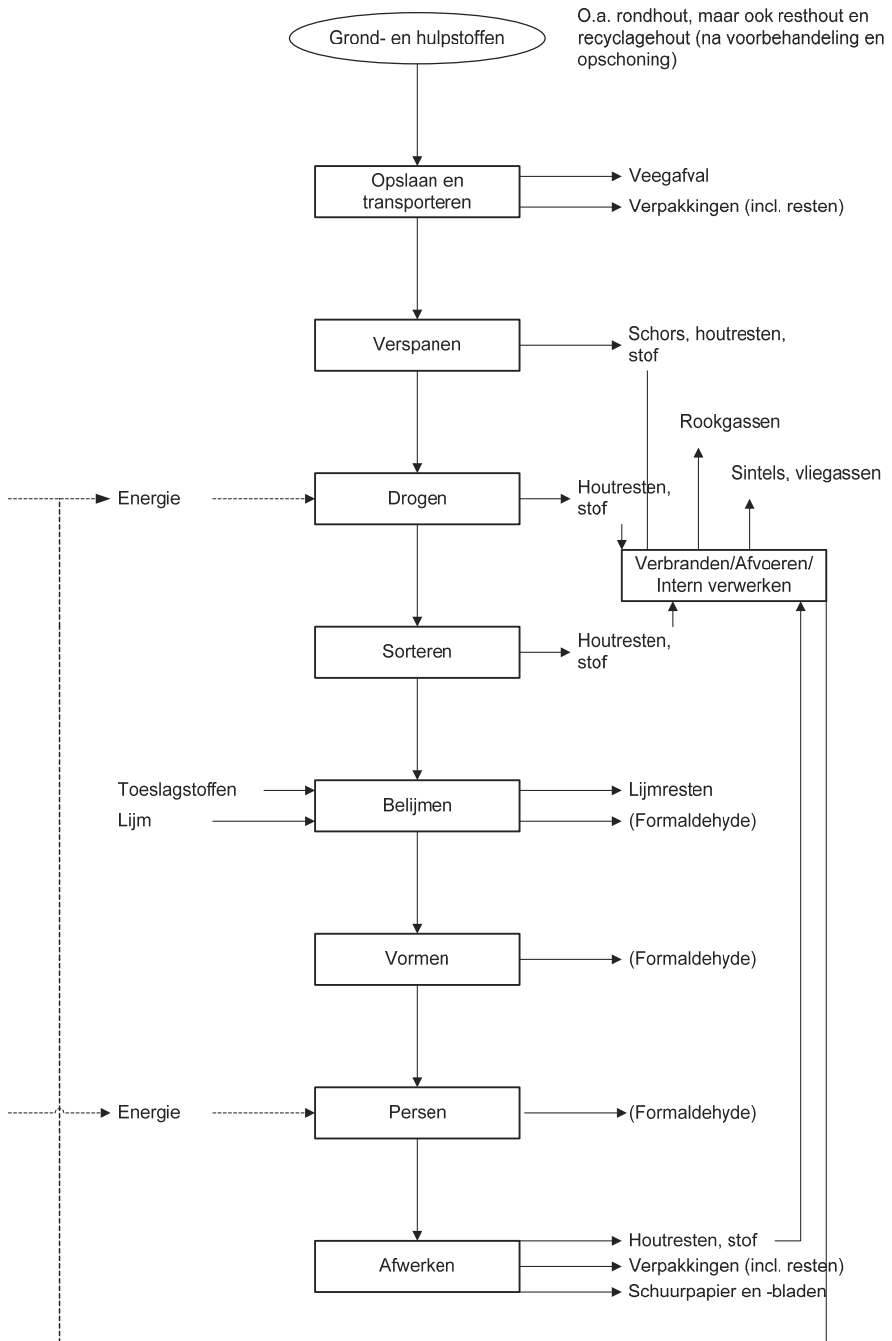 Grond- en hulpstoffen
O.a. rondhout, maar ook resthout en
recyclagehout (na voorbehandeling en
opschoning)
Opslaan en
transporteren
Veegafval
Verpakkingen (incl. resten)
Verspanen
Schors, houtresten,
stof
Rookgassen
Sintels, vliegassen
Energie
Drogen
Houtresten,
stof
Verbranden/Afvoeren/
Intern verwerken
Sorteren
Houtresten,
stof
Toeslagstoffen
Lijm
Belijmen
Lijmresten
(Formaldehyde)
Vormen
(Formaldehyde)
Energie
Persen
(Formaldehyde)
Afwerken
Houtresten, stof
Verpakkingen (incl. resten)
Schuurpapier en -bladen